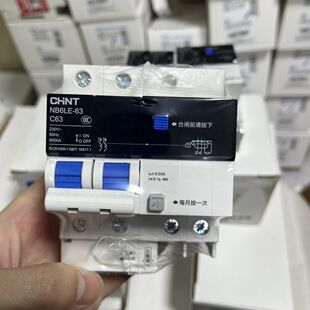 CHNT
NB6LE-63
C63
230V~
50Hz
6000A
I ON
O OFF
合闸前请按下
I△n 0.03A
每月按一次